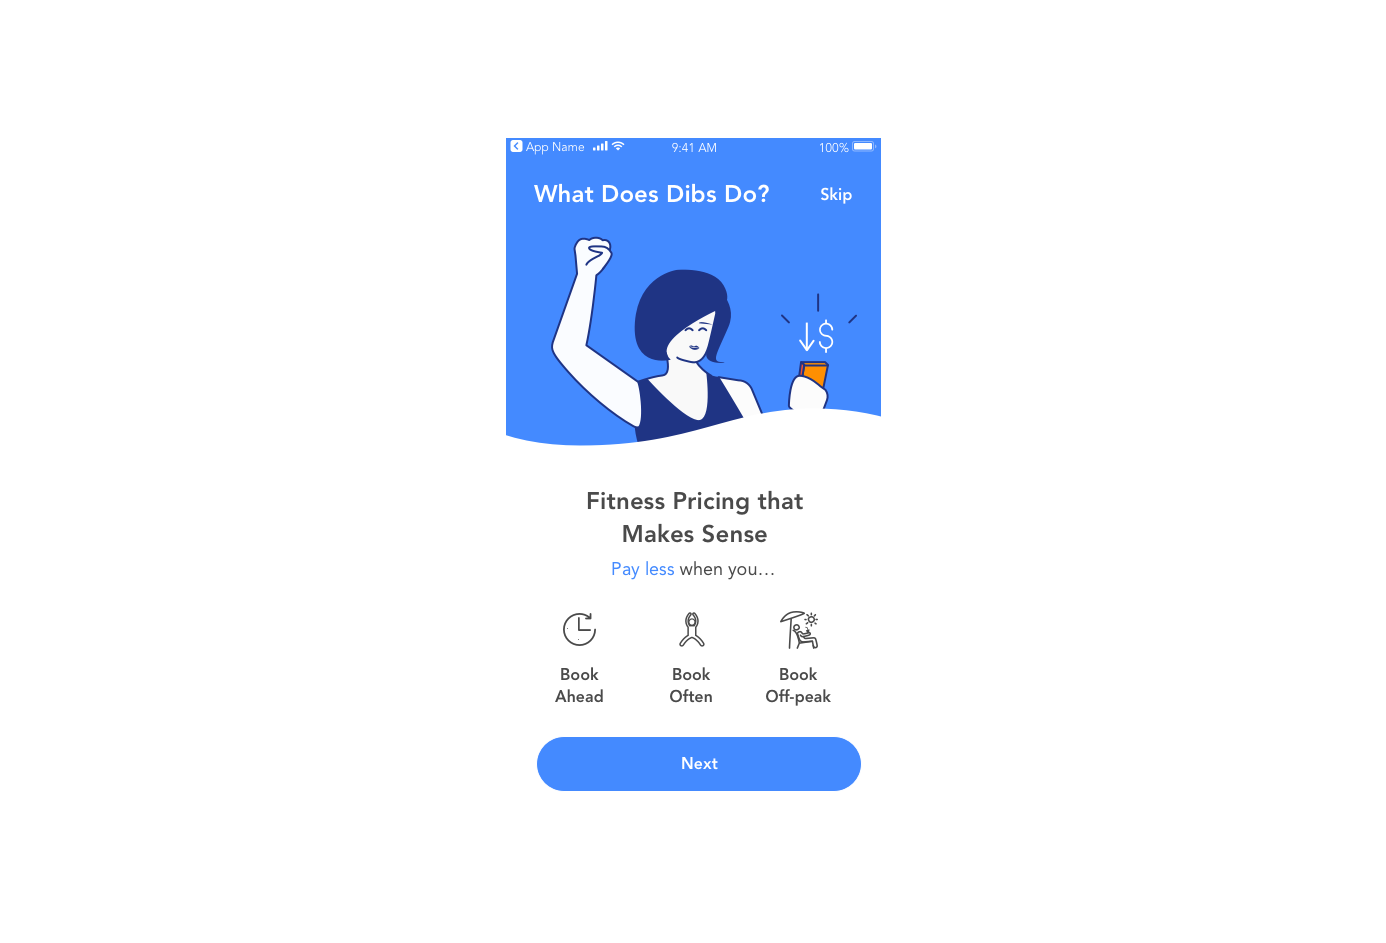 App Name 9:41 AM 100%
What Does Dibs Do? Skip
↓$
Fitness Pricing that
Makes Sense
Pay less when you...
Book Book Book
Ahead Often Off-peak
Next